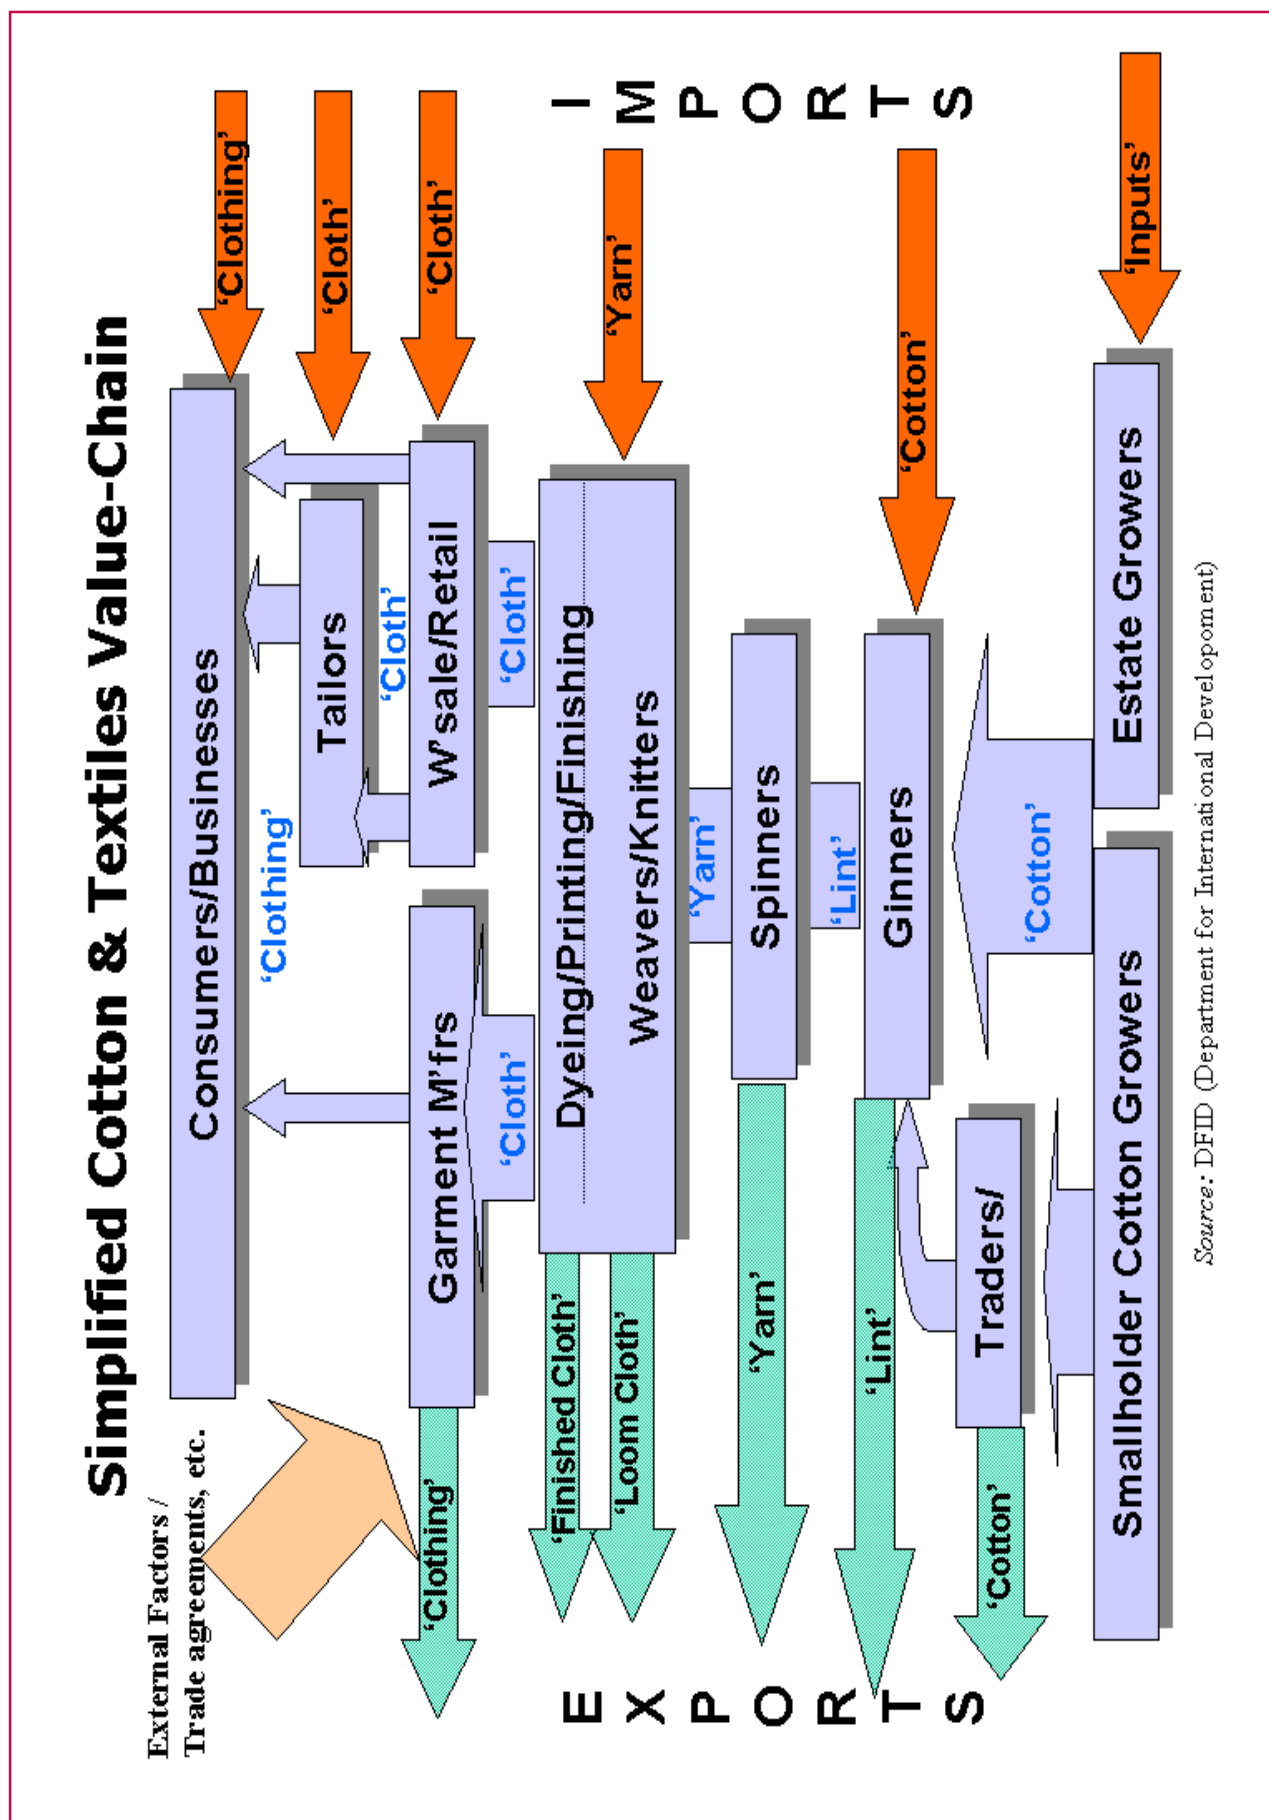 Simplified Cotton & Textiles Value-Chain
External Factors /
Trade agreements, etc.
Consumers/Businesses
‘Clothing’
‘Clothing’
Tailors
‘Cloth’
‘Cloth’
Garment M'frs
W'sale/Retail
‘Cloth’
‘Clothing’
‘Cloth’
‘Cloth’
Dyeing/Printing/Finishing
Weavers/Knitters
‘Finished Cloth’
‘Loom Cloth’
‘Yarn’
‘Yarn’
Spinners
‘Yarn’
‘Lint’
Ginners
‘Lint’
‘Cotton’
Traders/
‘Cotton’
‘Cotton’
Smallholder Cotton Growers
Estate Growers
‘Inputs’
EXPORTS
IMPORTS
Source: DFID (Department for International Developoment)